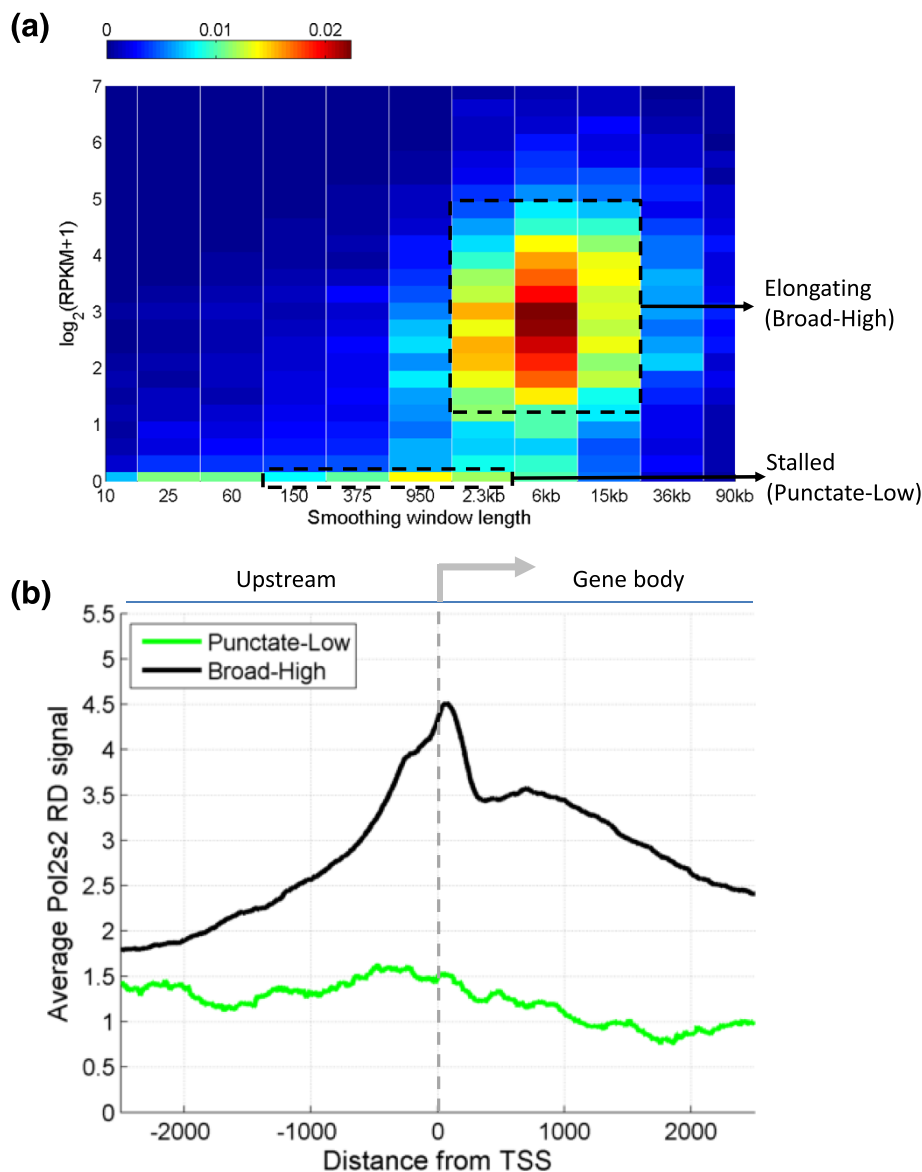 (a)
0 0.01 0.02
7
6
5
4
3
2
1
0
log2(RPKM+1)
10 25 60 150 375 950 2.3kb 6kb 15kb 36kb 90kb
Smoothing window length
Elongating
(Broad-High)
Stalled
(Punctate-Low)
(b)
Upstream Gene body
Punctate-Low
Broad-High
5.5
5
4.5
4
3.5
3
2.5
2
1.5
1
0.5
0
Average Pol2s2 RD signal
-2000 -1000 0 1000 2000
Distance from TSS